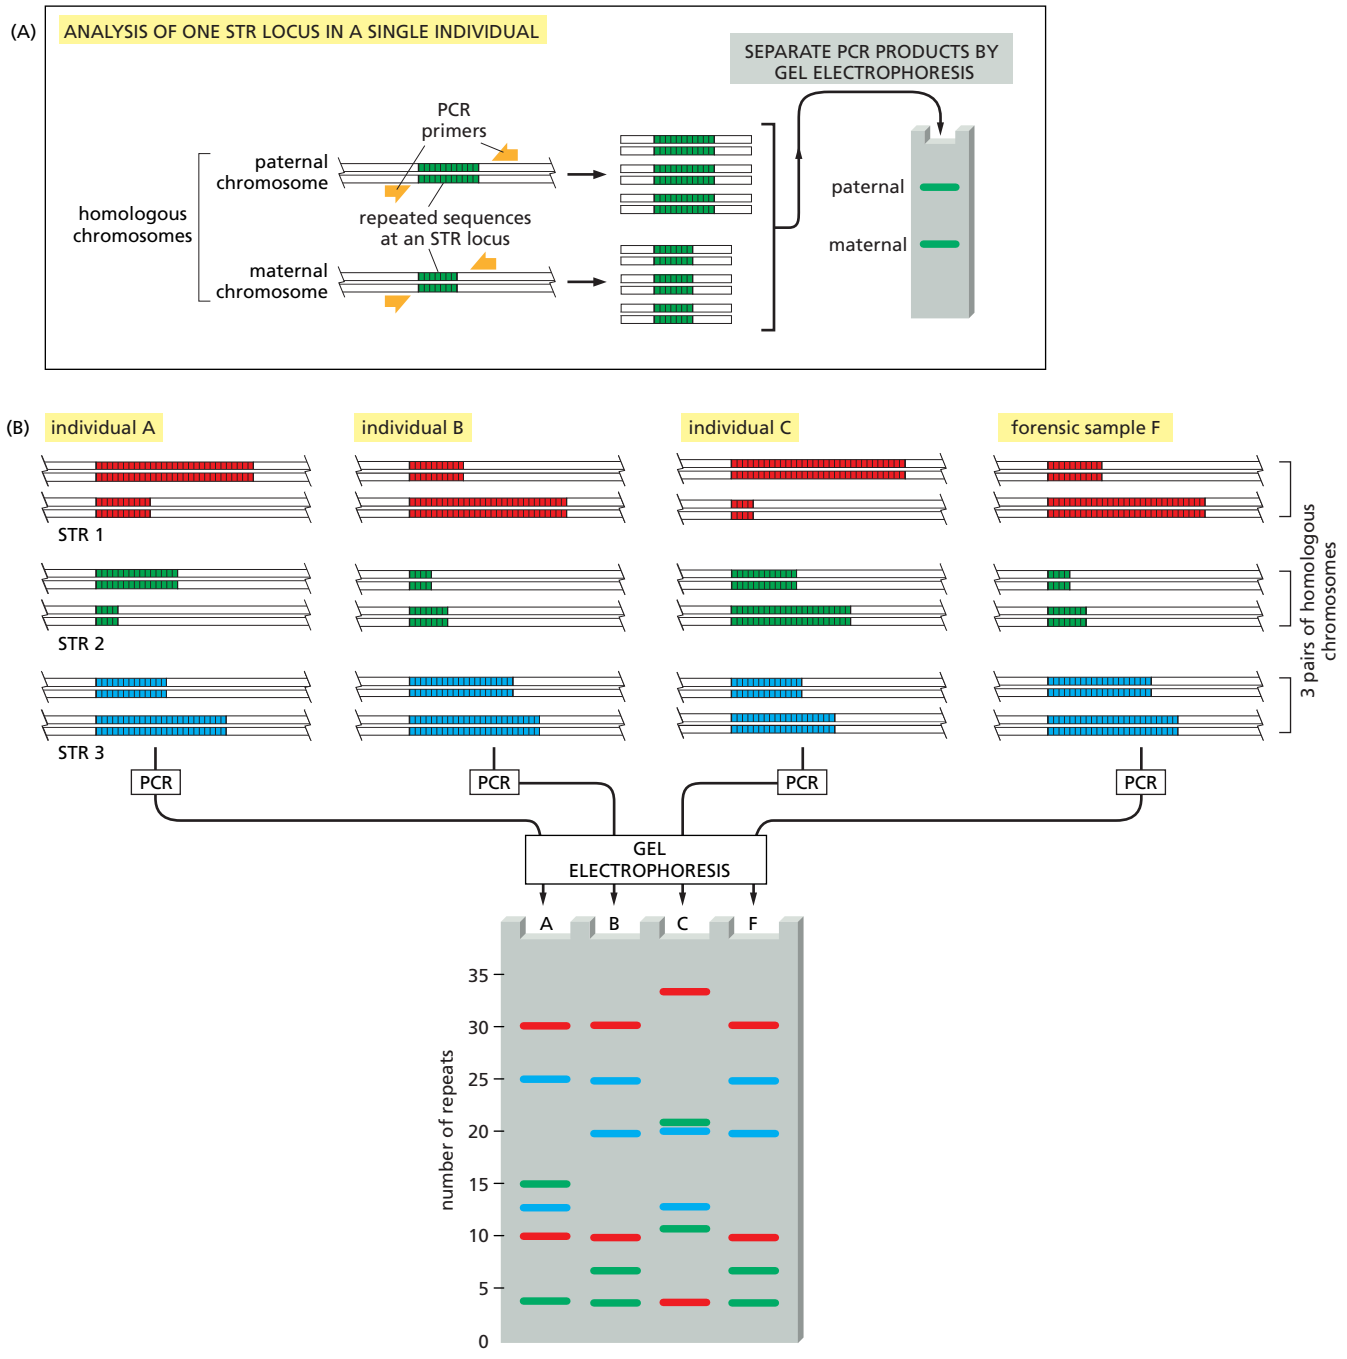 (A)
ANALYSIS OF ONE STR LOCUS IN A SINGLE INDIVIDUAL
SEPARATE PCR PRODUCTS BY
GEL ELECTROPHORESIS
PCR
primers
paternal
chromosome
homologous
chromosomes
repeated sequences
at an STR locus
maternal
chromosome
paternal
maternal
(B)
individual A
individual B
individual C
forensic sample F
STR 1
STR 2
STR 3
3 pairs of homologous
chromosomes
PCR
PCR
PCR
PCR
GEL
ELECTROPHORESIS
A
B
C
F
number of repeats
35
30
25
20
15
10
5
0